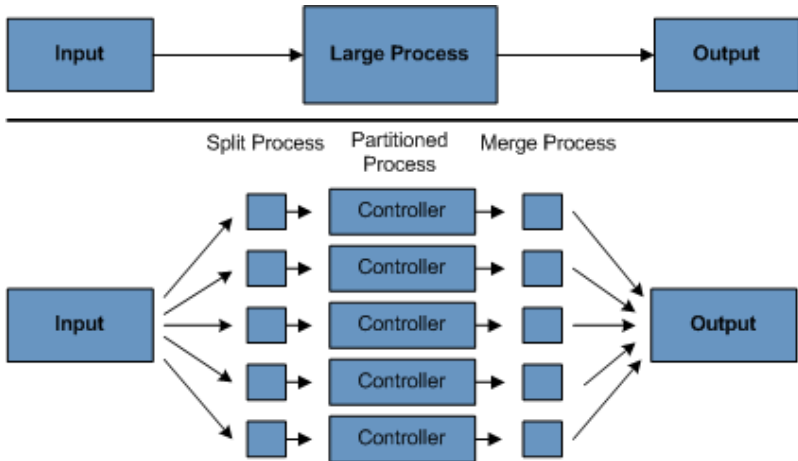 Input
Large Process
Output
Split Process
Partitioned
Process
Merge Process
Controller
Controller
Input
Controller
Output
Controller
Controller